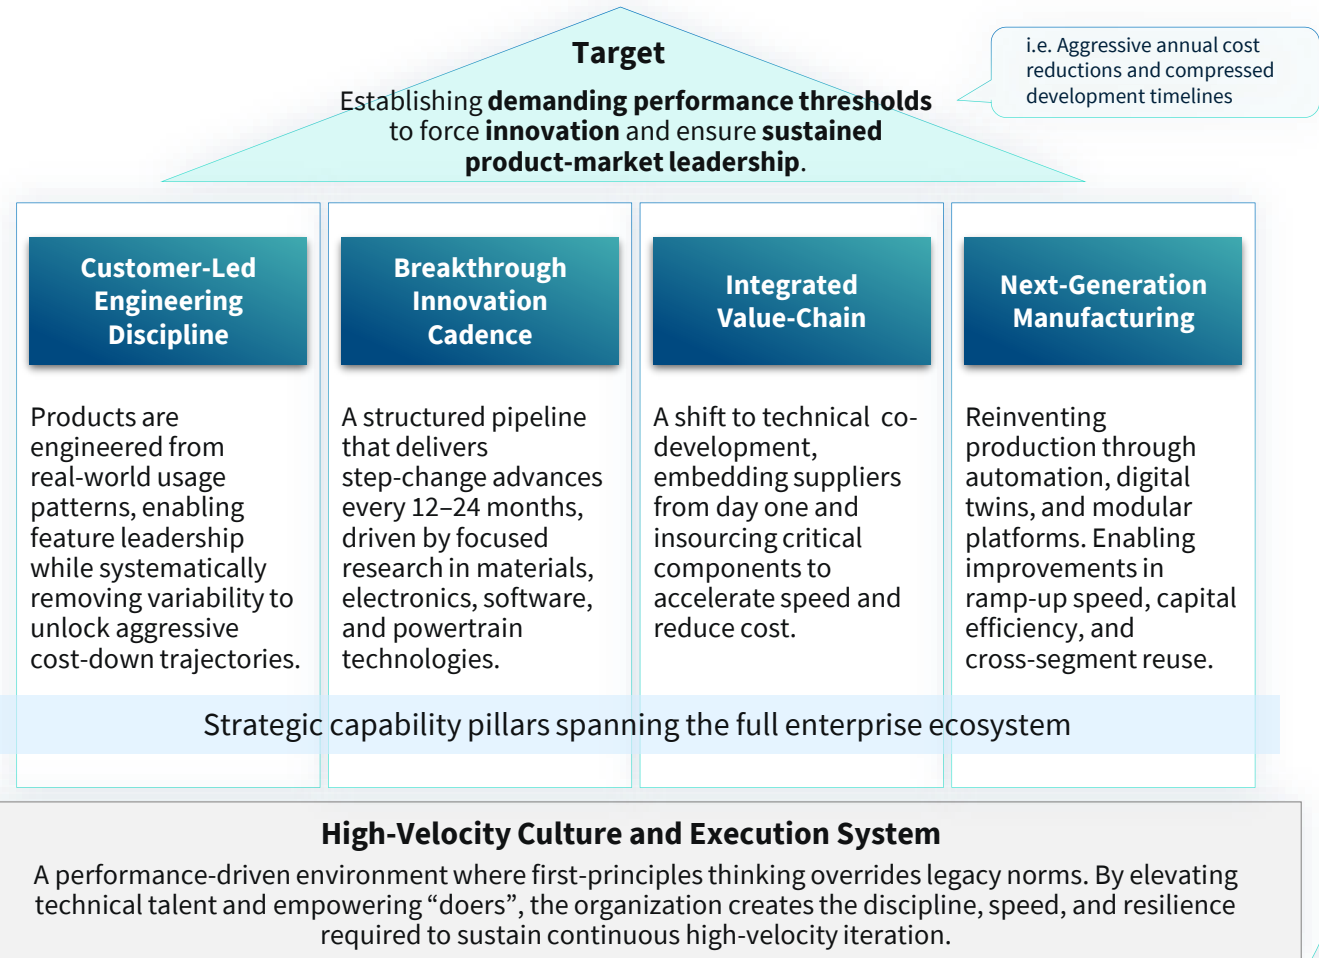 Target
Establishing demanding performance thresholds
to force innovation and ensure sustained
product-market leadership.
i.e. Aggressive annual cost
reductions and compressed
development timelines
Customer-Led
Engineering
Discipline
Products are
engineered from
real-world usage
patterns, enabling
feature leadership
while systematically
removing variability to
unlock aggressive
cost-down trajectories.
Breakthrough
Innovation
Cadence
A structured pipeline
that delivers
step-change advances
every 12–24 months,
driven by focused
research in materials,
electronics, software,
and powertrain
technologies.
Integrated
Value-Chain
A shift to technical co-
development,
embedding suppliers
from day one and
insourcing critical
components to
accelerate speed and
reduce cost.
Next-Generation
Manufacturing
Reinventing
production through
automation, digital
twins, and modular
platforms. Enabling
improvements in
ramp-up speed, capital
efficiency, and
cross-segment reuse.
Strategic capability pillars spanning the full enterprise ecosystem
High-Velocity Culture and Execution System
A performance-driven environment where first-principles thinking overrides legacy norms. By elevating
technical talent and empowering “doers”, the organization creates the discipline, speed, and resilience
required to sustain continuous high-velocity iteration.